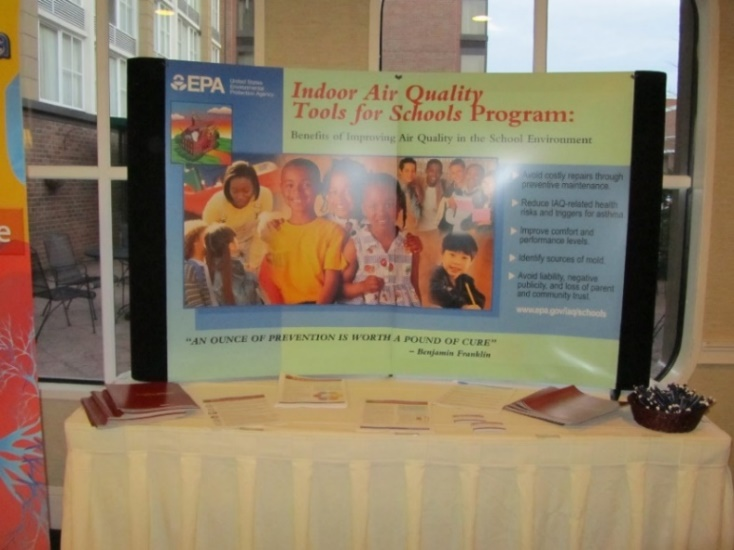 EPA
United States
Environmental
Protection Agency
Indoor Air Quality
Tools for Schools Program:
Benefits of Improving Air Quality in the School Environment
Avoid costly repairs through
preventive maintenance.
Reduce IAQ-related health
risks and triggers for asthma.
Improve comfort and
performance levels.
Identify sources of mold.
Avoid liability, negative
publicity, and loss of parent
and community trust.
www.epa.gov/iaq/schools
"AN OUNCE OF PREVENTION IS WORTH A POUND OF CURE"
~ Benjamin Franklin
e